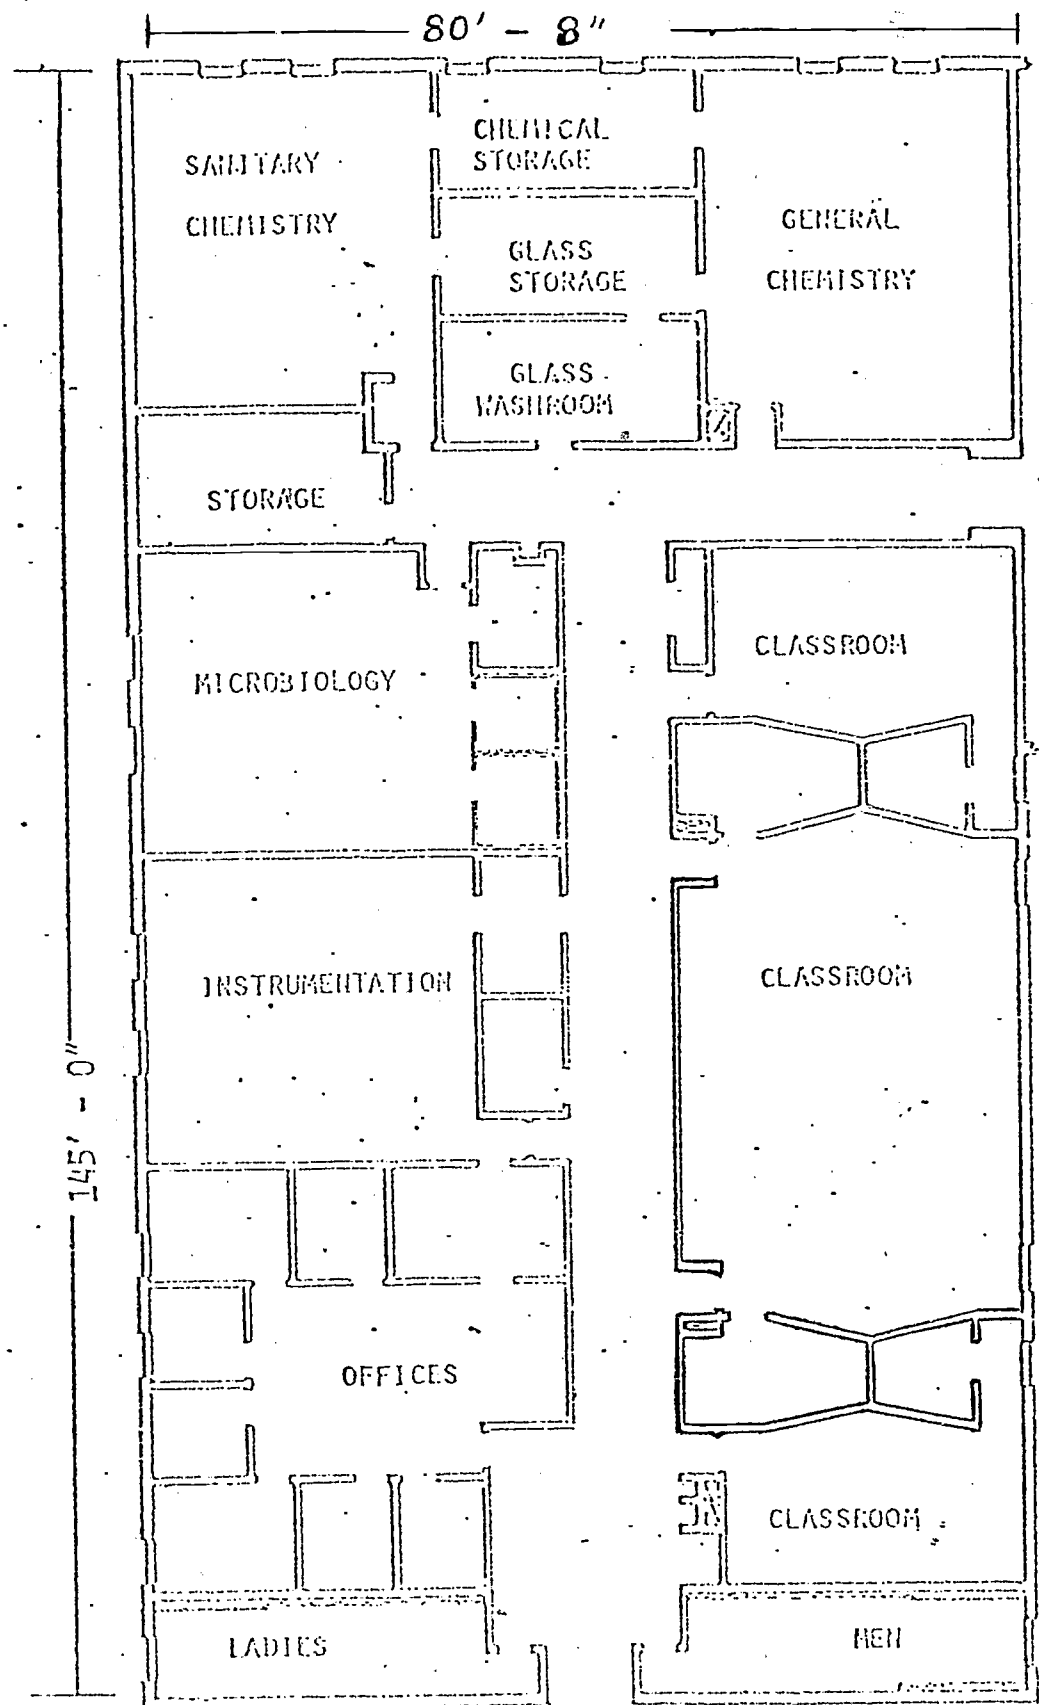 80' - 8"
SANITARY
CHEMISTRY
CHEMICAL
STORAGE
GLASS
STORAGE
GENERAL
CHEMISTRY
GLASS
WASHROOM
STORAGE
MICROBIOLOGY
CLASSROOM
INSTRUMENTATION
CLASSROOM
145' - 0"
OFFICES
CLASSROOM
LADIES
MEN